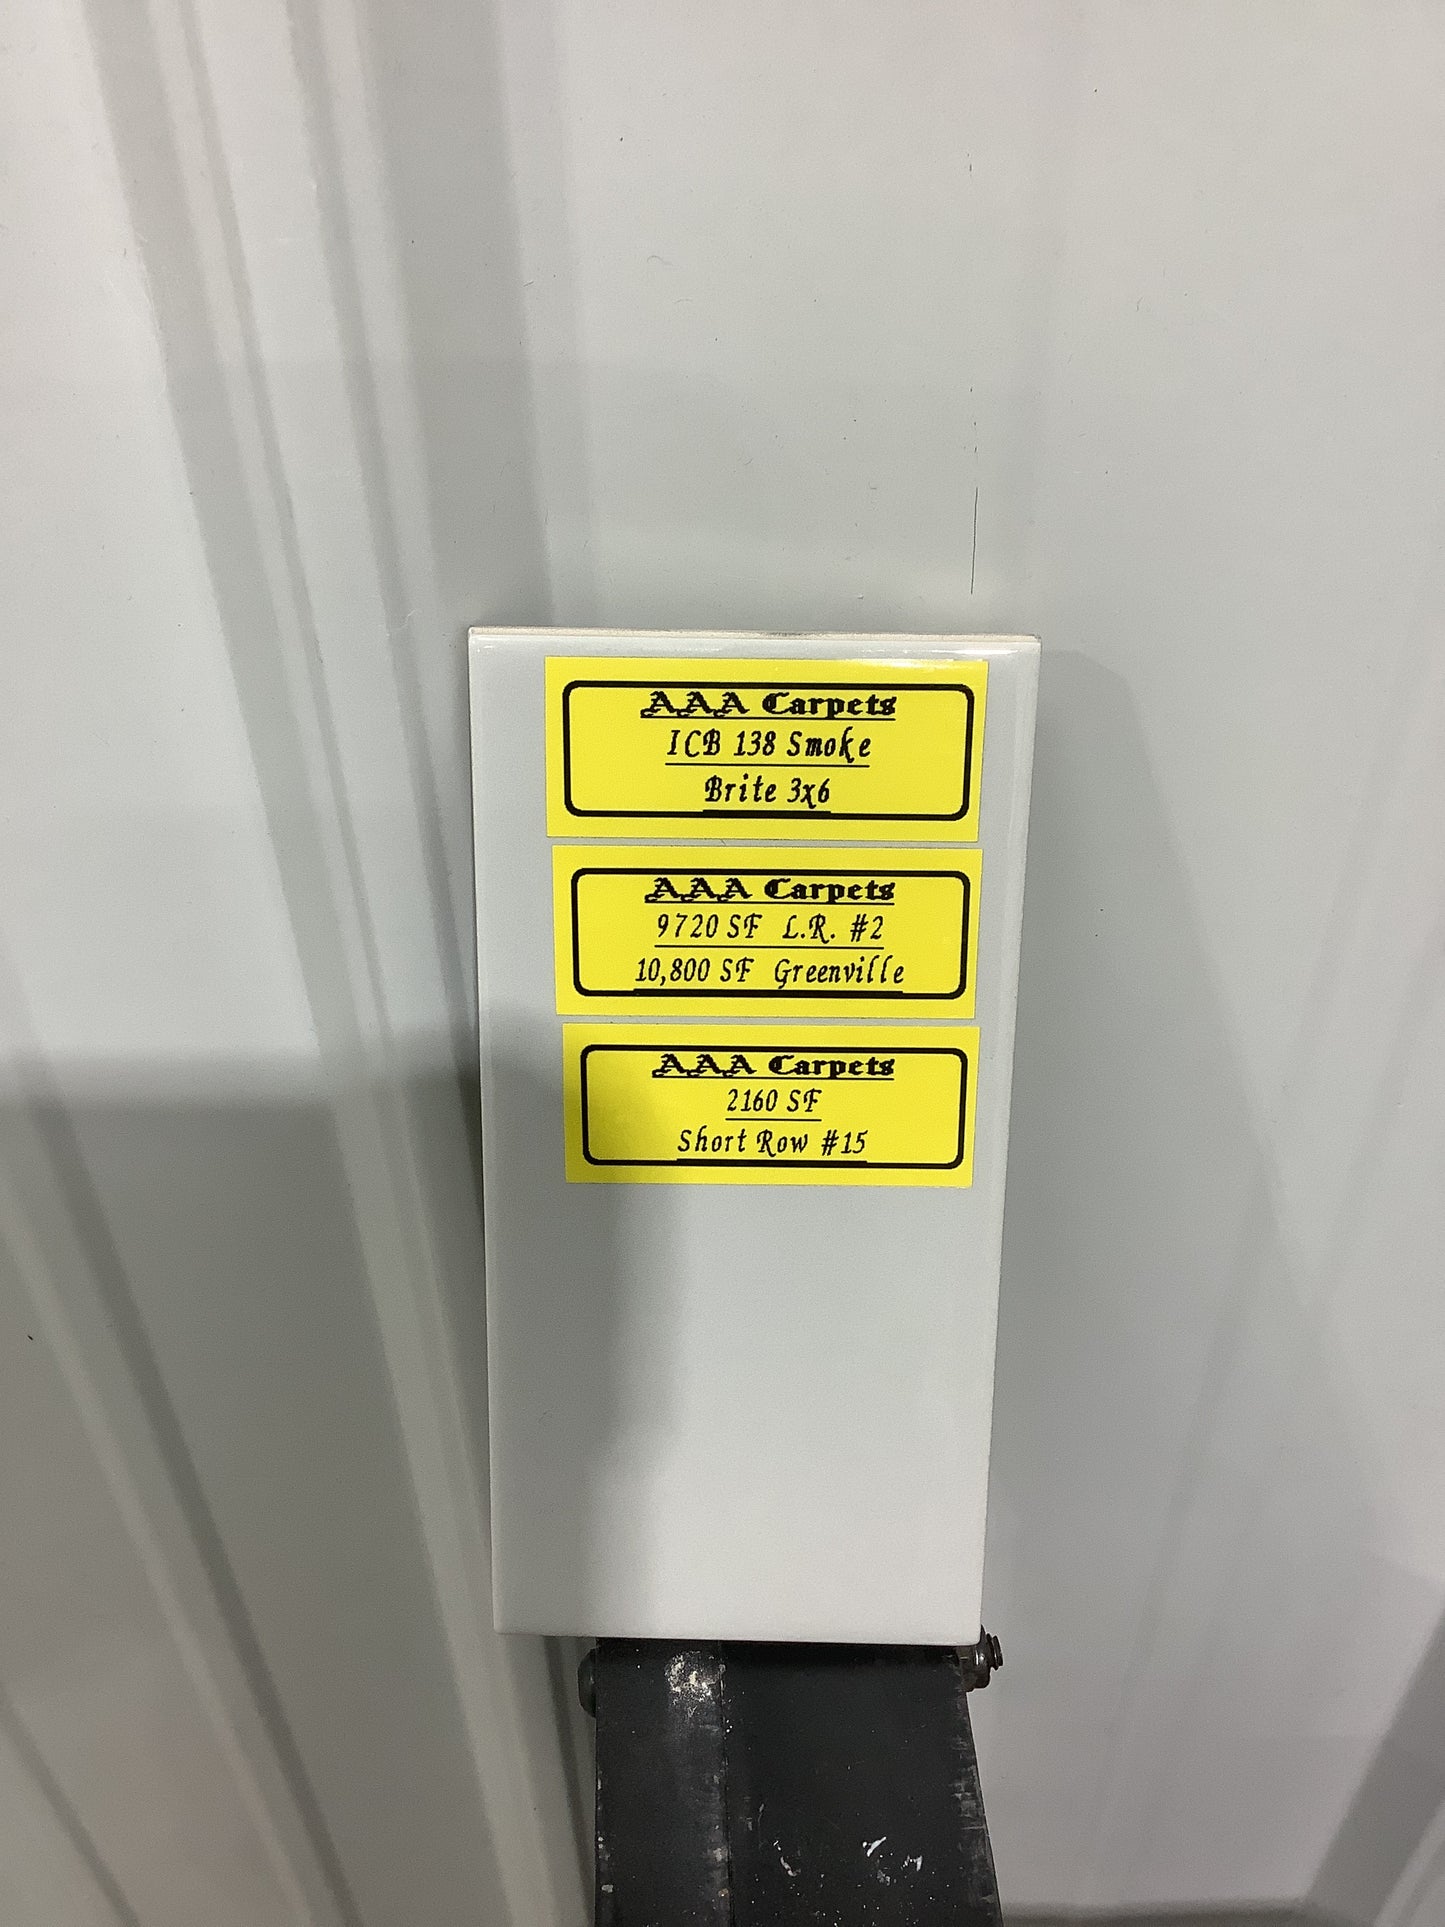 AAA Carpets
ICB 138 Smoke
Brite 3x6
AAA Carpets
9720 SF L.R. #2
10,800 SF Greenville
AAA Carpets
2160 SF
Short Row #15